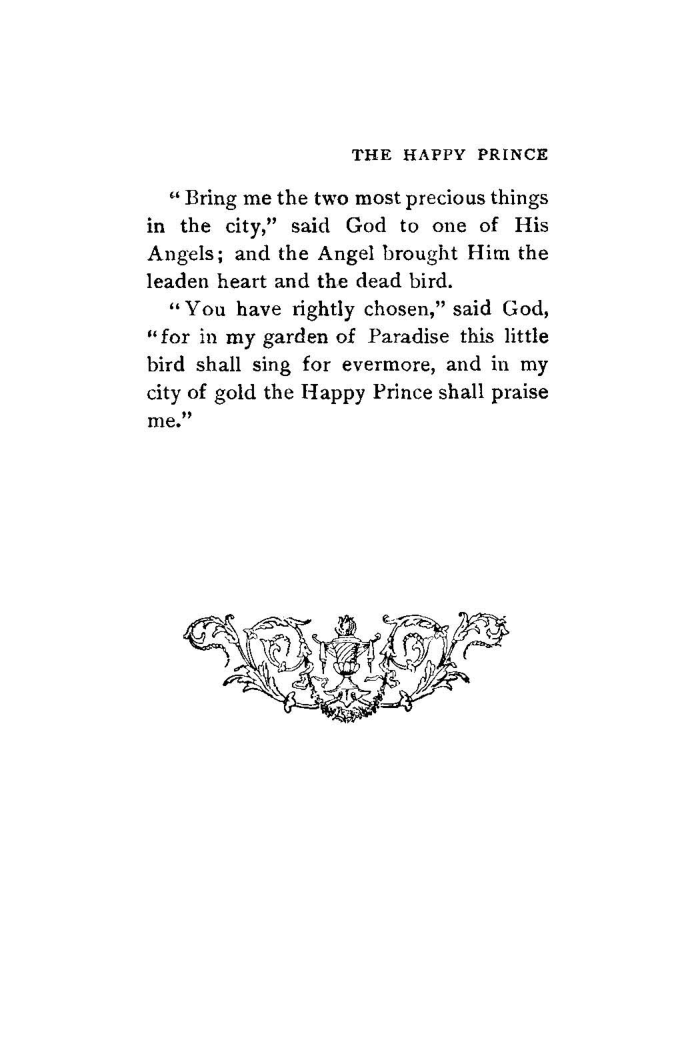 THE HAPPY PRINCE
“Bring me the two most precious things
in the city,” said God to one of His
Angels; and the Angel brought Him the
leaden heart and the dead bird.
“You have rightly chosen,” said God,
“for in my garden of Paradise this little
bird shall sing for evermore, and in my
city of gold the Happy Prince shall praise
me.”